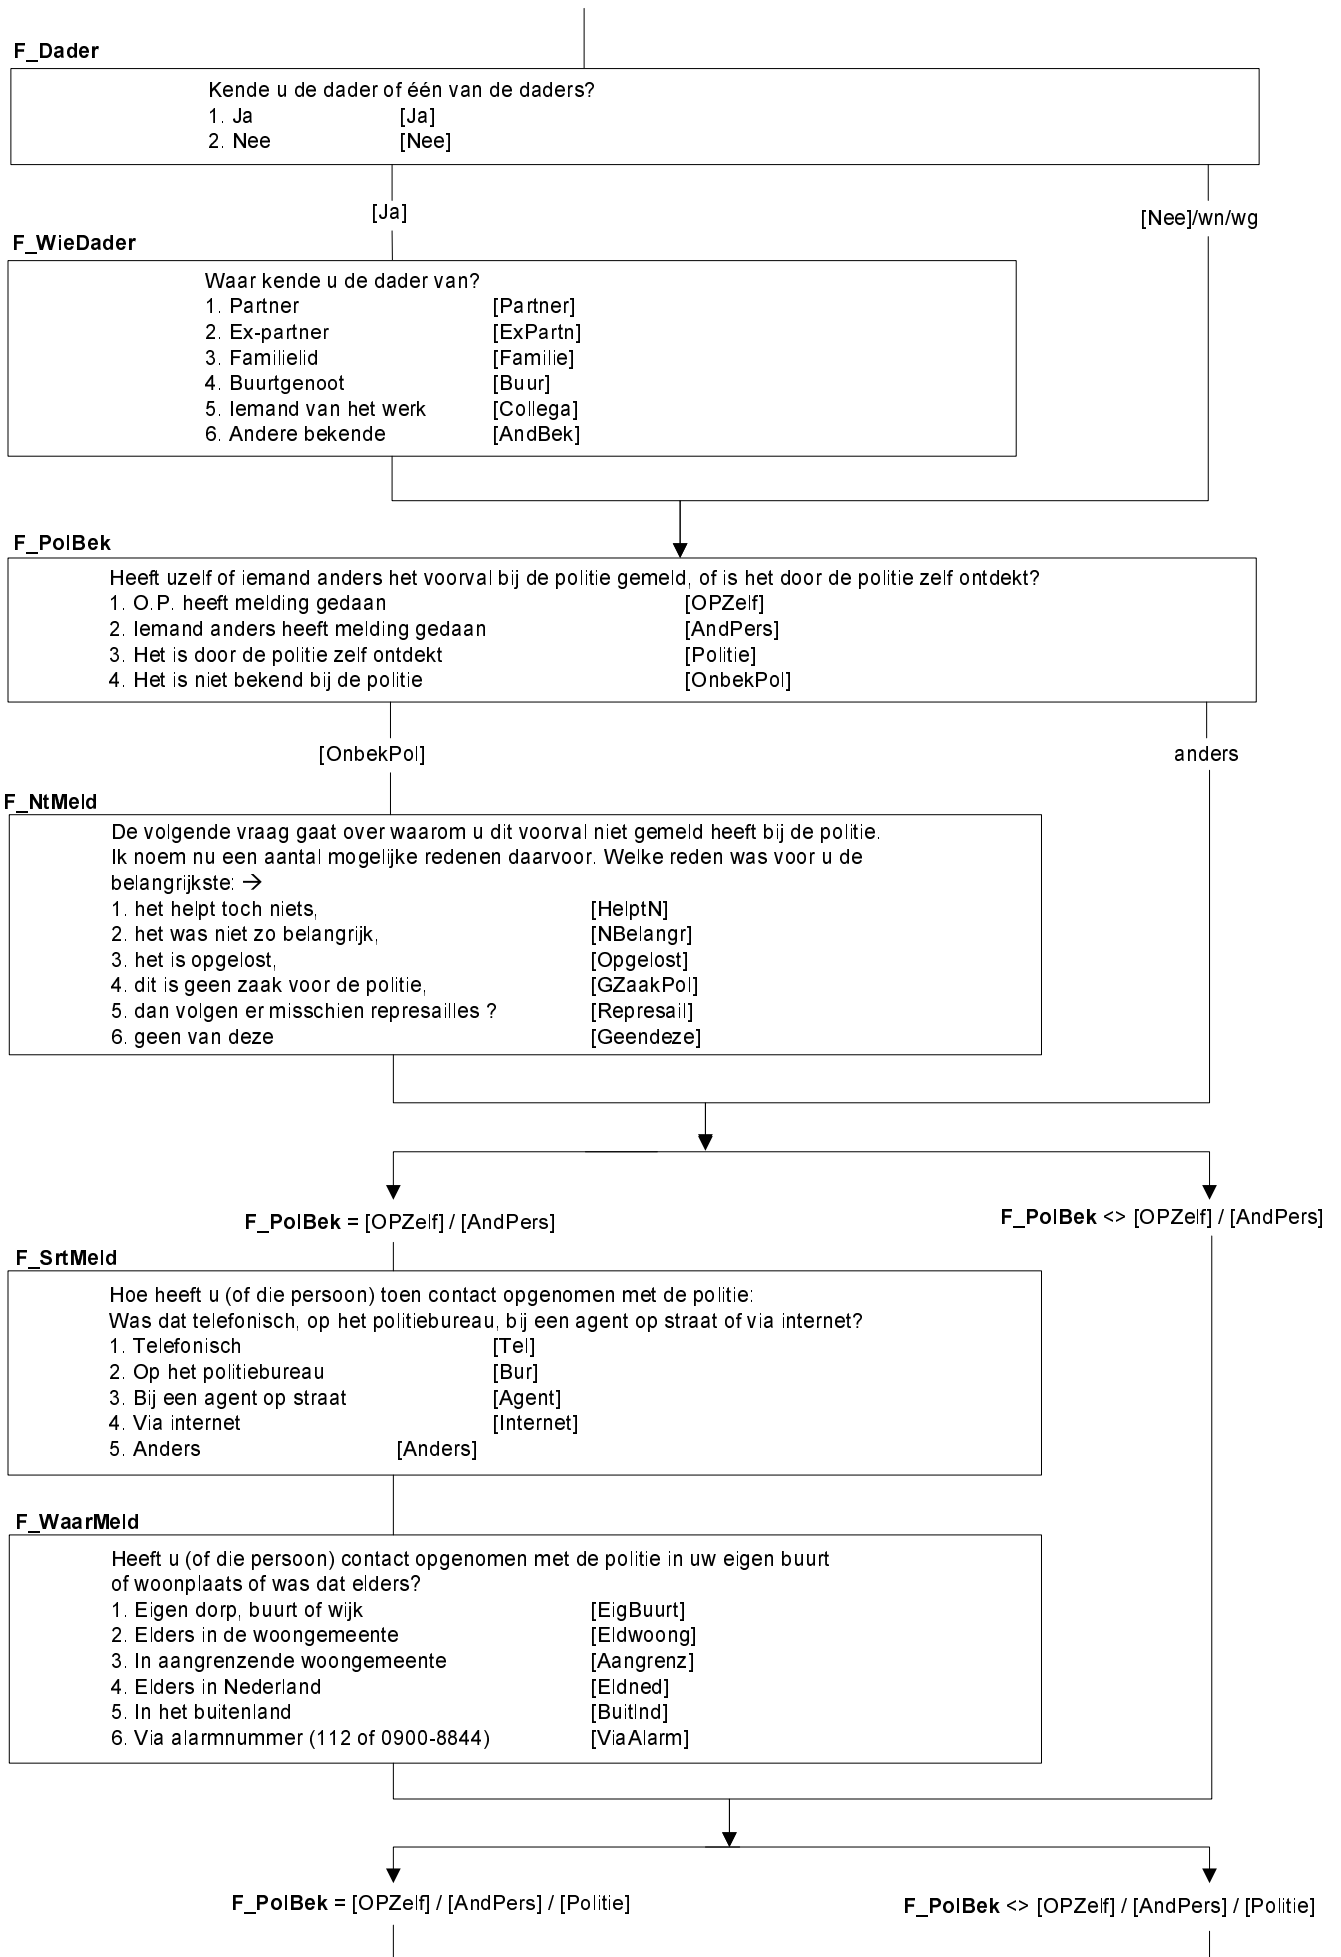 F_Dader
Kende u de dader of één van de daders?
1. Ja [Ja]
2. Nee [Nee]
[Ja]
[Nee]/wn/wg
F_WieDader
Waar kende u de dader van?
1. Partner [Partner]
2. Ex-partner [ExPartn]
3. Familielid [Familie]
4. Buurtgenoot [Buur]
5. Iemand van het werk [Collega]
6. Andere bekende [AndBek]
F_PolBek
Heeft uzelf of iemand anders het voorval bij de politie gemeld, of is het door de politie zelf ontdekt?
1. O.P. heeft melding gedaan [OPZelf]
2. Iemand anders heeft melding gedaan [AndPers]
3. Het is door de politie zelf ontdekt [Politie]
4. Het is niet bekend bij de politie [OnbekPol]
[OnbekPol]
anders
F_NtMeld
De volgende vraag gaat over waarom u dit voorval niet gemeld heeft bij de politie.
Ik noem nu een aantal mogelijke redenen daarvoor. Welke reden was voor u de
belangrijkste: →
1. het helpt toch niets, [HelptN]
2. het was niet zo belangrijk, [NBelangr]
3. het is opgelost, [Opgelost]
4. dit is geen zaak voor de politie, [GZaakPol]
5. dan volgen er misschien represailles ? [Represail]
6. geen van deze [Geendeze]
F_PolBek = [OPZelf] / [AndPers]
F_PolBek <> [OPZelf] / [AndPers]
F_SrtMeld
Hoe heeft u (of die persoon) toen contact opgenomen met de politie:
Was dat telefonisch, op het politiebureau, bij een agent op straat of via internet?
1. Telefonisch [Tel]
2. Op het politiebureau [Bur]
3. Bij een agent op straat [Agent]
4. Via internet [Internet]
5. Anders [Anders]
F_WaarMeld
Heeft u (of die persoon) contact opgenomen met de politie in uw eigen buurt
of woonplaats of was dat elders?
1. Eigen dorp, buurt of wijk [EigBuurt]
2. Elders in de woongemeente [Eldwoong]
3. In aangrenzende woongemeente [Aangrenz]
4. Elders in Nederland [Eldned]
5. In het buitenland [Buitlnd]
6. Via alarmnummer (112 of 0900-8844) [ViaAlarm]
F_PolBek = [OPZelf] / [AndPers] / [Politie]
F_PolBek <> [OPZelf] / [AndPers] / [Politie]